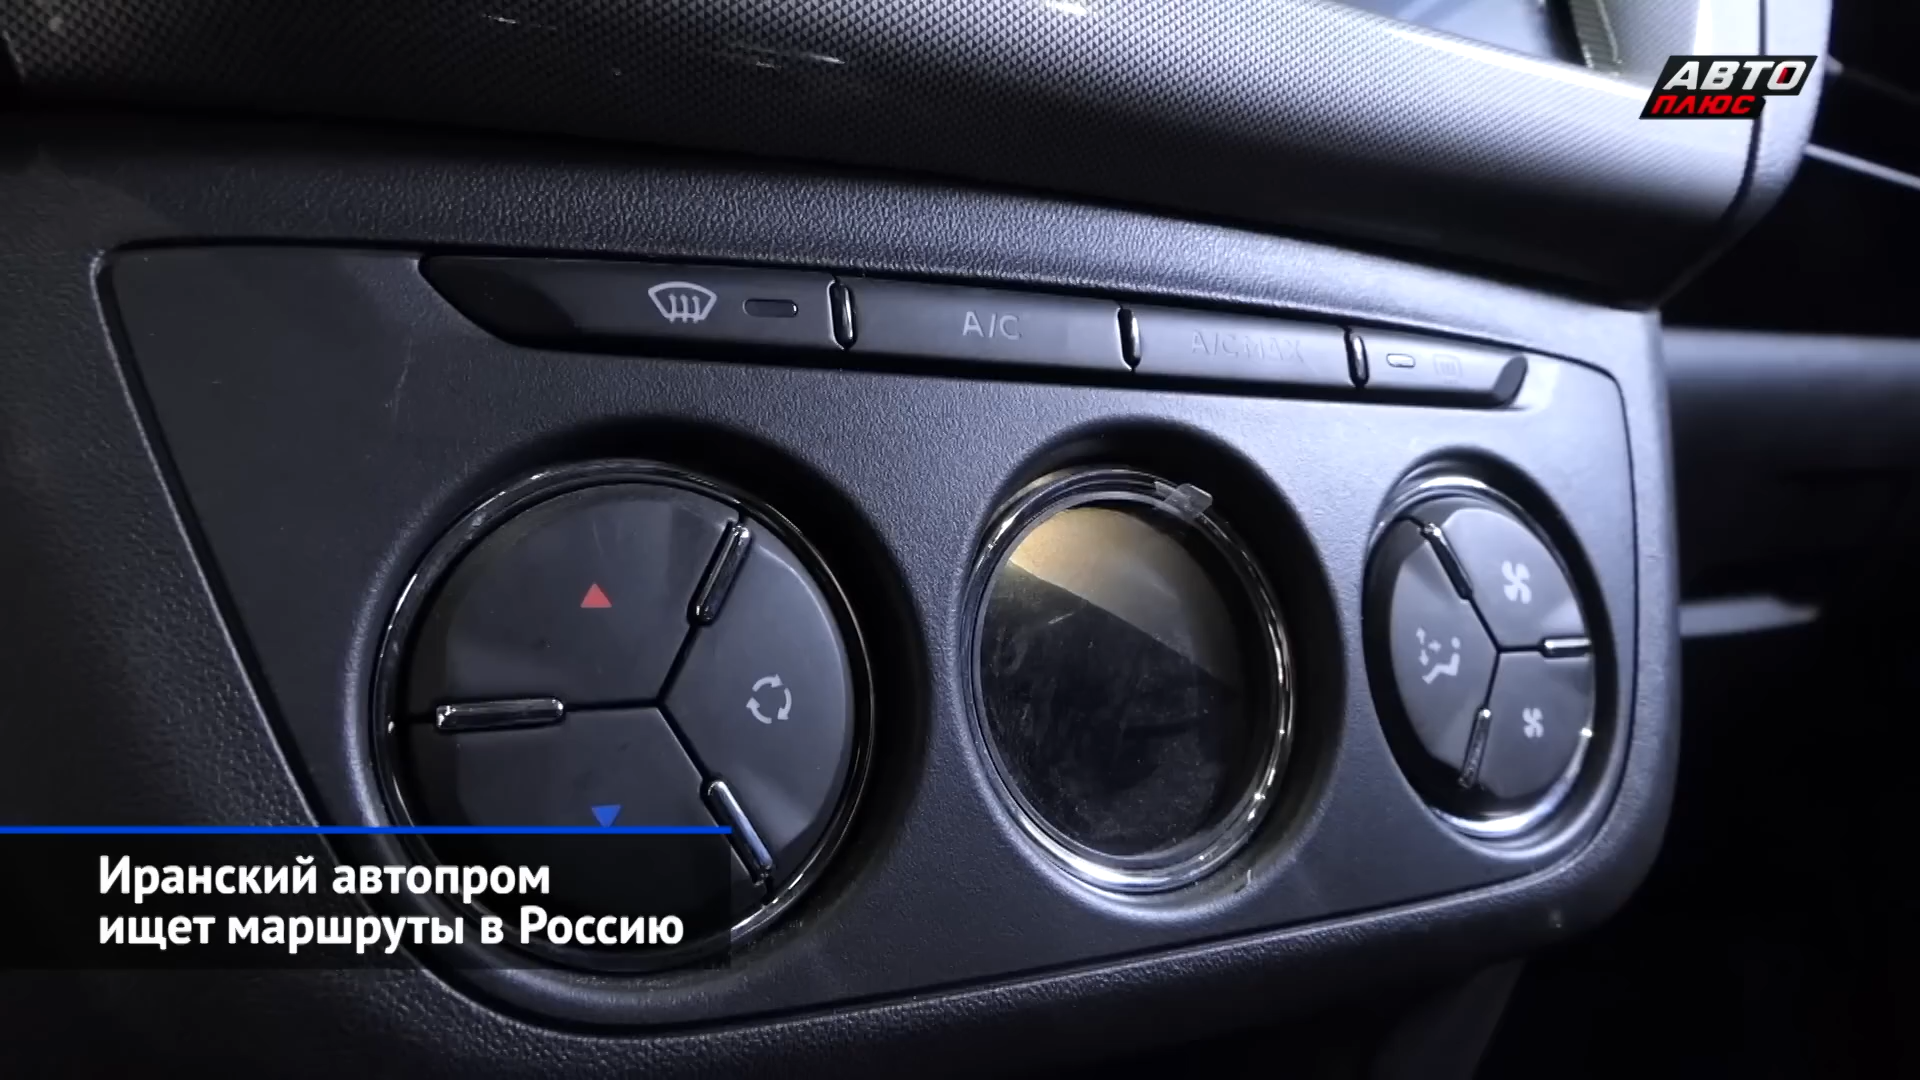 АВТО
ПЛЮС
A/C
A/C MAX
Иранский автопром
ищет маршруты в Россию